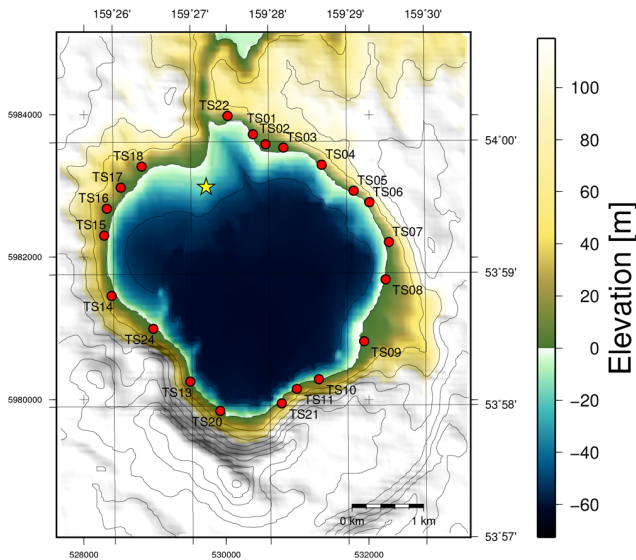 159˚26' 159˚27' 159˚28' 159˚29' 159˚30'
5984000
54˚00'
TS22
TS01
TS02
TS03
TS04
TS18
TS17
TS05
TS06
TS16
TS15
TS07
5982000
53˚59'
TS08
TS14
TS24
TS09
TS13
TS10
TS11
5980000
53˚58'
TS20
TS21
0 km 1 km
53˚57'
528000 530000 532000
100
80
60
40
20
0
−20
−40
−60
Elevation [m]